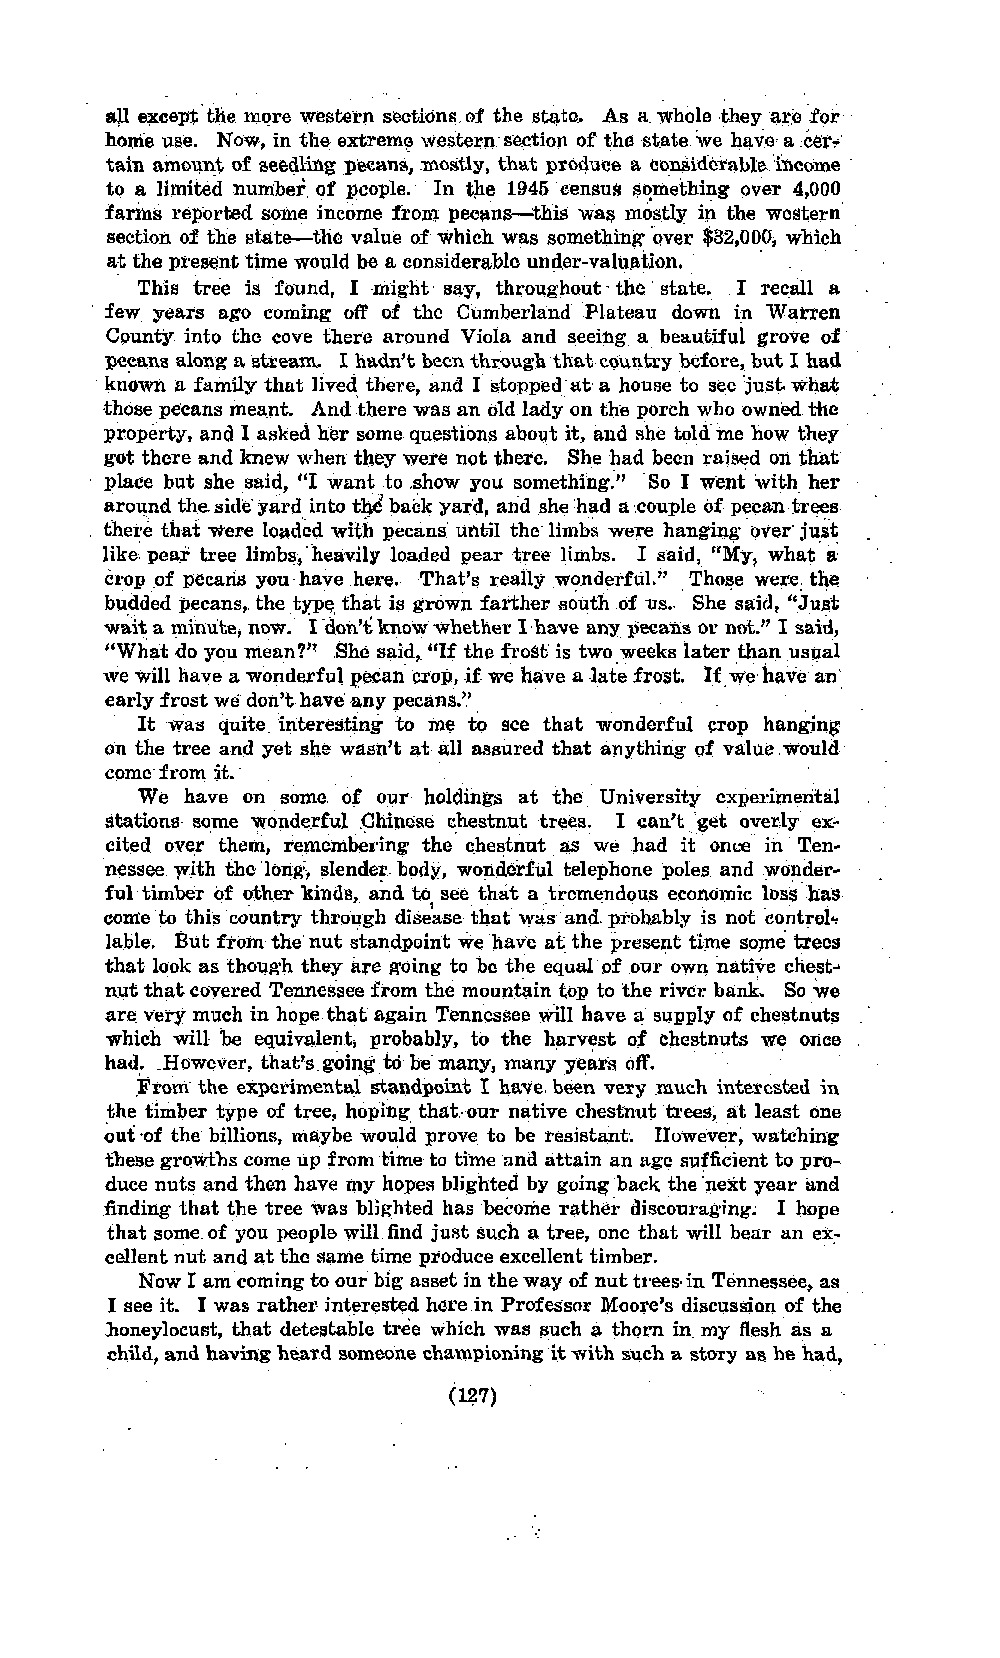 all except the more western sections of the state. As a whole they are for
home use. Now, in the extreme western section of the state we have a cer-
tain amount of seedling pecans, mostly, that produce a considerable income
to a limited number of people. In the 1945 census something over 4,000
farms reported some income from pecans—this was mostly in the western
section of the state—the value of which was something over $32,000, which
at the present time would be a considerable under-valuation.
This tree is found, I might say, throughout the state. I recall a
few years ago coming off of the Cumberland Plateau down in Warren
County into the cove there around Viola and seeing a beautiful grove of
pecans along a stream. I hadn't been through that country before, but I had
known a family that lived there, and I stopped at a house to see just what
those pecans meant. And there was an old lady on the porch who owned the
property, and I asked her some questions about it, and she told me how they
got there and knew when they were not there. She had been raised on that
place but she said, "I want to show you something." So I went with her
around the side yard into the back yard, and she had a couple of pecan trees
there that were loaded with pecans until the limbs were hanging over just
like pear tree limbs, heavily loaded pear tree limbs. I said, "My, what a
crop of pecans you have here. That's really wonderful." Those were the
budded pecans, the type that is grown farther south of us. She said, "Just
wait a minute, now. I don't know whether I have any pecans or not." I said,
"What do you mean?" She said, "If the frost is two weeks later than usual
we will have a wonderful pecan crop, if we have a late frost. If we have an
early frost we don't have any pecans."
It was quite interesting to me to see that wonderful crop hanging
on the tree and yet she wasn't at all assured that anything of value would
come from it.
We have on some of our holdings at the University experimental
stations some wonderful Chinese chestnut trees. I can't get overly ex-
cited over them, remembering the chestnut as we had it once in Ten-
nessee with the long, slender body, wonderful telephone poles and wonder-
ful timber of other kinds, and to see that a tremendous economic loss has
come to this country through disease that was and probably is not control-
lable. But from the nut standpoint we have at the present time some trees
that look as though they are going to be the equal of our own native chest-
nut that covered Tennessee from the mountain top to the river bank. So we
are very much in hope that again Tennessee will have a supply of chestnuts
which will be equivalent, probably, to the harvest of chestnuts we once
had. However, that's going to be many, many years off.
From the experimental standpoint I have been very much interested in
the timber type of tree, hoping that our native chestnut trees, at least one
out of the billions, maybe would prove to be resistant. However, watching
these growths come up from time to time and attain an age sufficient to pro-
duce nuts and then have my hopes blighted by going back the next year and
finding that the tree was blighted has become rather discouraging. I hope
that some of you people will find just such a tree, one that will bear an ex-
cellent nut and at the same time produce excellent timber.
Now I am coming to our big asset in the way of nut trees in Tennessee, as
I see it. I was rather interested here in Professor Moore's discussion of the
honeylocust, that detestable tree which was such a thorn in my flesh as a
child, and having heard someone championing it with such a story as he had,
(127)